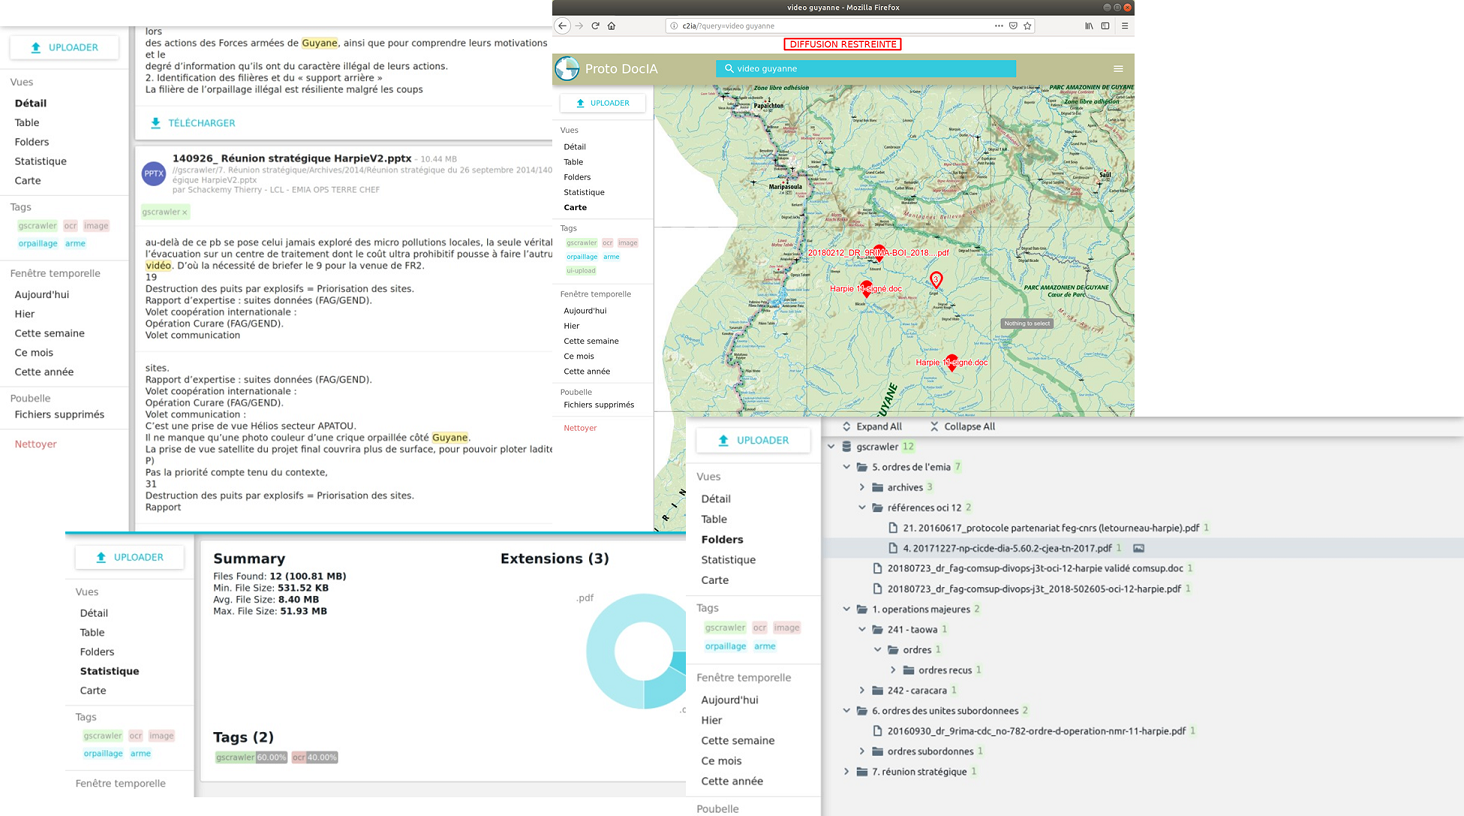 UPLOADER
Vues
Détail
Table
Folders
Statistique
Carte
Tags
gscrawler ocr image
orpaillage arme
Fenêtre temporelle
Aujourd'hui
Hier
Cette semaine
Ce mois
Cette année
Poubelle
Fichiers supprimés
Nettoyer
lors
des actions des Forces armées de Guyane, ainsi que pour comprendre leurs motivations
et le
degré d'information qu'ils ont du caractère illégal de leurs actions.
2. Identification des filières et du « support arrière »
La filière de l'orpaillage illégal est résiliente malgré les coups
TÉLÉCHARGER
PPTX
140926_ Réunion stratégique HarpieV2.pptx - 10.44 MB
//gscrawler/7. Réunion stratégique/Archives/2014/Réunion stratégique du 26 septembre 2014/140
égique HarpieV2.pptx
par Schackemy Thierry - LCL - EMIA OPS TERRE CHEF
gscrawler ×
au-delà de ce pb se pose celui jamais exploré des micro pollutions locales, la seule vérital
l'évacuation sur un centre de traitement dont le coût ultra prohibitif pousse à faire l'autru
vidéo. D'où la nécessité de briefer le 9 pour la venue de FR2.
19
Destruction des puits par explosifs = Priorisation des sites.
Rapport d'expertise : suites données (FAG/GEND).
Volet coopération internationale :
Opération Curare (FAG/GEND).
Volet communication
sites.
Rapport d'expertise : suites données (FAG/GEND).
Volet coopération internationale :
Opération Curare (FAG/GEND).
Volet communication :
C'est une prise de vue Hélios secteur APATOU.
Il ne manque qu'une photo couleur d'une crique orpaillée côté Guyane.
La prise de vue satellite du projet final couvrira plus de surface, pour pouvoir ploter ladite
P)
Pas la priorité compte tenu du contexte,
31
Destruction des puits par explosifs = Priorisation des sites.
Rapport
video guyanne - Mozilla Firefox
c2ia/?query=video guyanne
DIFFUSION RESTREINTE
Proto DocIA
video guyanne
UPLOADER
Vues
Détail
Table
Folders
Statistique
Carte
Tags
gscrawler ocr image
orpaillage arme
ui-upload
Fenêtre temporelle
Aujourd'hui
Hier
Cette semaine
Ce mois
Cette année
Poubelle
Fichiers supprimés
Nettoyer
Zone libre adhésion
PARC AMAZONIEN DE GUYANE
Zone libre adhésion
Papaïchton
Saül
Maripasoula
20180212_DR_9RIMA-BOI_2018....pdf
3
Harpie 11-signé.doc
PARC AMAZONIEN DE GUYANE
Cœur de Parc
Nothing to select
Harpie 11-signé.doc
GUYANE
UPLOADER
Vues
Détail
Table
Folders
Statistique
Carte
Tags
gscrawler ocr image
orpaillage arme
Fenêtre temporelle
Summary
Files Found: 12 (100.81 MB)
Min. File Size: 531.52 KB
Avg. File Size: 8.40 MB
Max. File Size: 51.93 MB
Extensions (3)
.pdf
Tags (2)
gscrawler 60.00% ocr 40.00%
UPLOADER
Vues
Détail
Table
Folders
Statistique
Carte
Tags
gscrawler ocr image
orpaillage arme
Fenêtre temporelle
Aujourd'hui
Hier
Cette semaine
Ce mois
Cette année
Poubelle
Expand All Collapse All
gscrawler 12
5. ordres de l'emia 7
archives 3
références oci 12 2
21. 20160617_protocole partenariat feg-cnrs (letourneau-harpie).pdf 1
4. 20171227-np-cicde-dia-5.60.2-cjea-tn-2017.pdf 1
20180723_dr_fag-comsup-divops-j3t-oci-12-harpie validé comsup.doc 1
20180723_dr_fag-comsup-divops-j3t_2018-502605-oci-12-harpie.pdf 1
1. operations majeures 2
241 - taowa 1
ordres 1
ordres recus 1
242 - caracara 1
6. ordres des unites subordonnees 2
20160930_dr_9rima-cdc_no-782-ordre-d-operation-nmr-11-harpie.pdf 1
ordres subordonnes 1
7. réunion stratégique 1